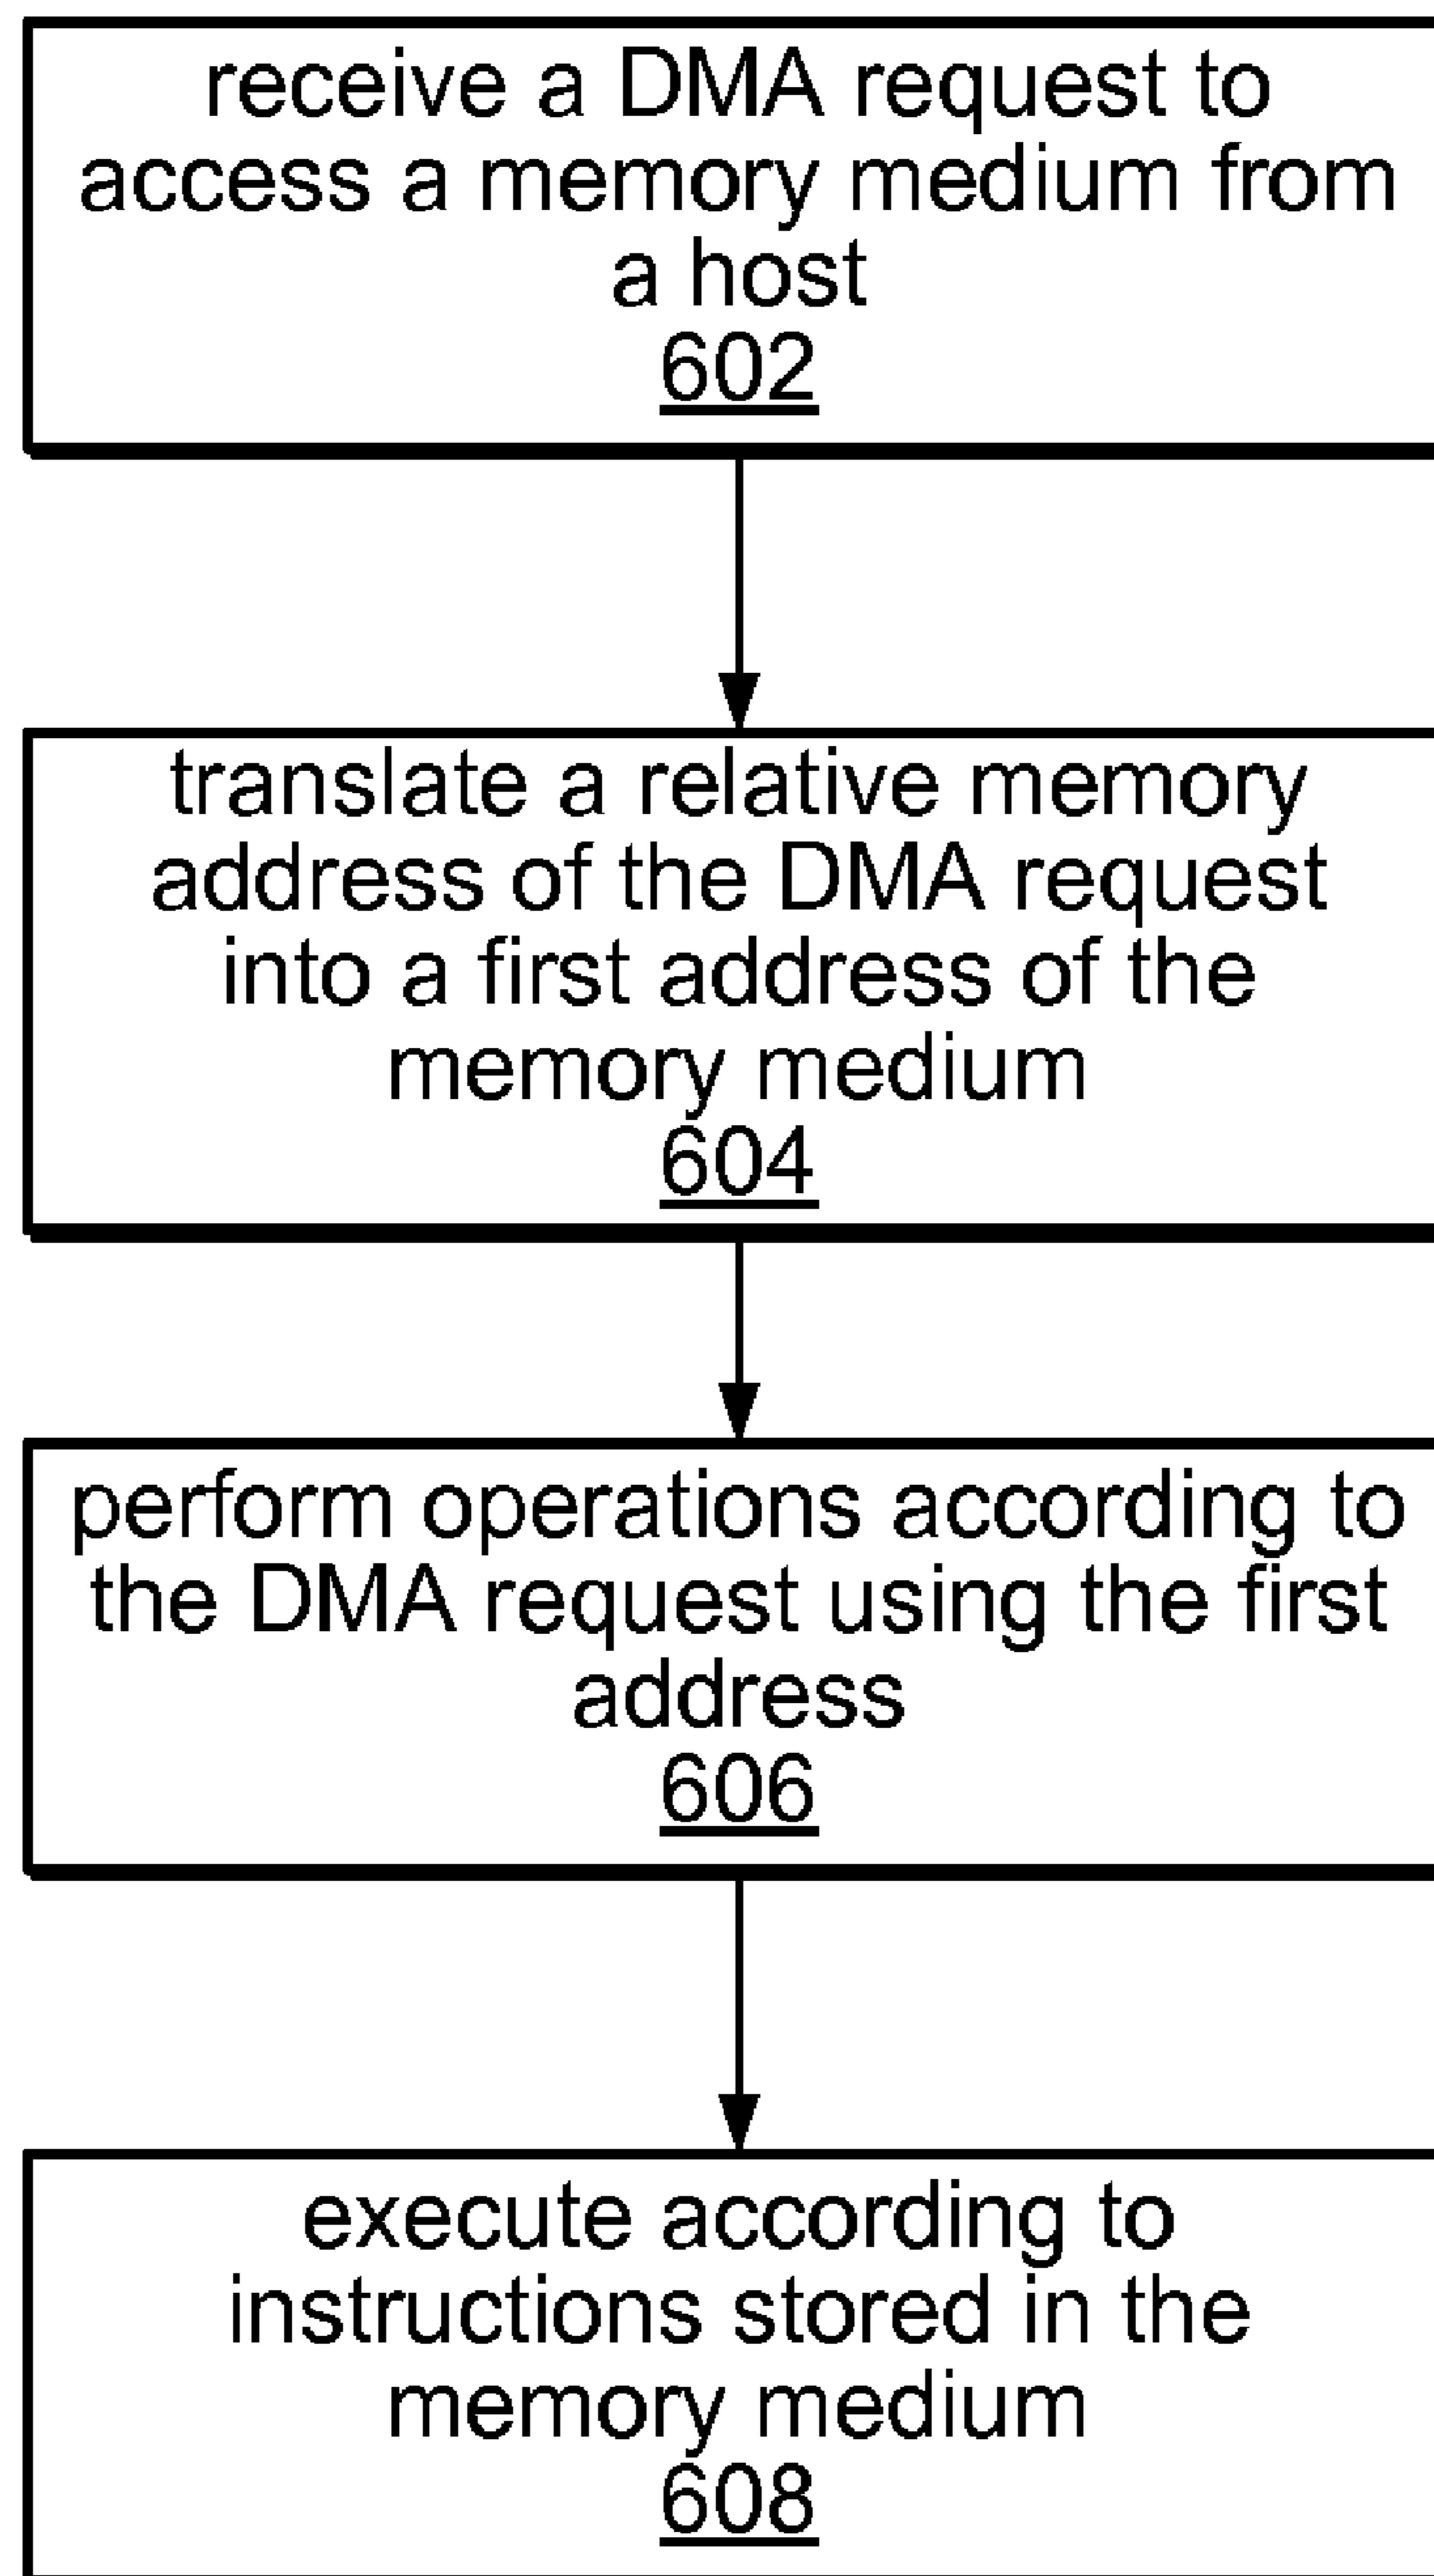 receive a DMA request to
access a memory medium from
a host
602
translate a relative memory
address of the DMA request
into a first address of the
memory medium
604
perform operations according to
the DMA request using the first
address
606
execute according to
instructions stored in the
memory medium
608